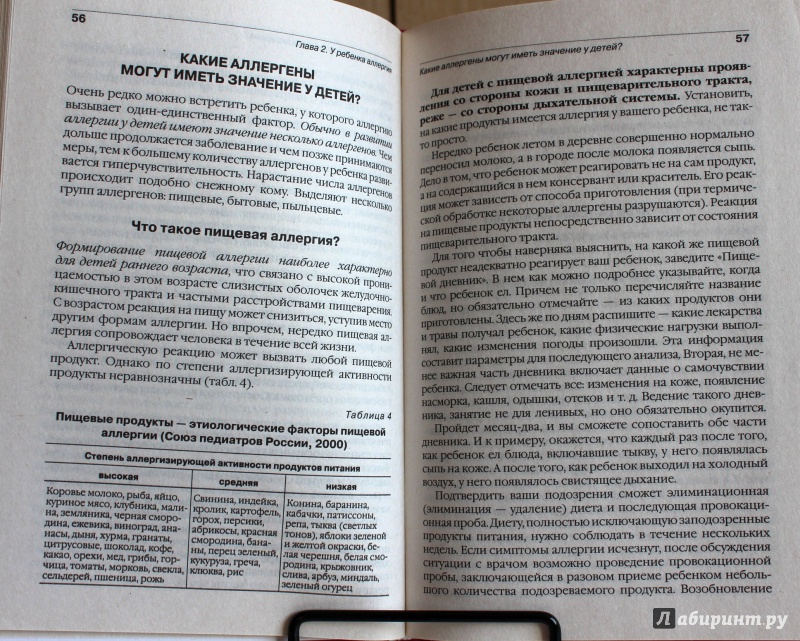 56
Глава 2. У ребенка аллергия
КАКИЕ АЛЛЕРГЕНЫ
МОГУТ ИМЕТЬ ЗНАЧЕНИЕ У ДЕТЕЙ?
Очень редко можно встретить ребенка, у которого аллергию
вызывает один-единственный фактор. Обычно в развитии
аллергии у детей имеют значение несколько аллергенов. Чем
дольше продолжается заболевание и чем позже принимаются
меры, тем к большему количеству аллергенов у ребенка разви-
вается гиперчувствительность. Нарастание числа аллергенов
происходит подобно снежному кому. Выделяют несколько
групп аллергенов: пищевые, бытовые, пыльцевые.
Что такое пищевая аллергия?
Формирование пищевой аллергии наиболее характерно
для детей раннего возраста, что связано с высокой прони-
цаемостью в этом возрасте слизистых оболочек желудочно-
кишечного тракта и частыми расстройствами пищеварения.
С возрастом реакция на пищу может снизиться, уступив место
другим формам аллергии. Но впрочем, нередко пищевая ал-
лергия сопровождает человека в течение всей жизни.
Аллергическую реакцию может вызвать любой пищевой
продукт. Однако по степени аллергизирующей активности
продукты неравнозначны (табл. 4).
Таблица 4
Пищевые продукты — этиологические факторы пищевой
аллергии (Союз педиатров России, 2000)
Степень аллергизирующей активности продуктов питания
высокая
средняя
низкая
Коровье молоко, рыба, яйцо,
куриное мясо, клубника, мали-
на, земляника, черная сморо-
дина, ежевика, виноград, ана-
насы, дыня, хурма, гранаты,
цитрусовые, шоколад, кофе,
какао, орехи, мед, грибы, гор-
чица, томаты, морковь, свекла,
сельдерей, пшеница, рожь
Свинина, индейка,
кролик, картофель,
горох, персики,
абрикосы, красная
смородина, бана-
ны, перец зеленый,
кукуруза, греча,
клюква, рис
Конина, баранина,
кабачки, патиссоны,
репа, тыква (светлых
тонов), яблоки зеленой
и желтой окраски, бе-
лая черешня, белая смо-
родина, крыжовник,
слива, арбуз, миндаль,
зеленый огурец
57
Какие аллергены могут иметь значение у детей?
Для детей с пищевой аллергией характерны прояв-
ления со стороны кожи и пищеварительного тракта,
реже — со стороны дыхательной системы. Установить,
на какие продукты имеется аллергия у вашего ребенка, не так-
то просто.
Нередко ребенок летом в деревне совершенно нормально
переносил молоко, а в городе после молока появляется сыпь.
Дело в том, что ребенок может реагировать не на сам продукт,
а на содержащийся в нем консервант или краситель. Его реак-
ция может зависеть от способа приготовления (при термиче-
ской обработке некоторые аллергены разрушаются). Реакция
на пищевые продукты непосредственно зависит от состояния
пищеварительного тракта.
Для того чтобы наверняка выяснить, на какой же пищевой
продукт неадекватно реагирует ваш ребенок, заведите «Пище-
вой дневник». В нем как можно подробнее указывайте, когда
и что ребенок ел. Причем не только перечисляйте название
блюд, но обязательно отмечайте — из каких продуктов они
приготовлены. Здесь же по дням распишите — какие лекарства
и травы получал ребенок, какие физические нагрузки выпол-
нял, какие изменения погоды произошли. Эта информация
составит параметры для последующего анализа, Вторая, не ме-
нее важная часть дневника включает данные о самочувствии
ребенка. Следует отмечать все: изменения на коже, появление
насморка, кашля, одышки, отеков и т. д. Ведение такого днев-
ника, занятие не для ленивых, но оно обязательно окупится.
Пройдет месяц-два, и вы сможете сопоставить обе части
дневника. И к примеру, окажется, что каждый раз после того,
как ребенок ел блюда, включавшие тыкву, у него появлялась
сыпь на коже. А после того, как ребенок выходил на холодный
воздух, у него появлялось свистящее дыхание.
Подтвердить ваши подозрения сможет элиминационная
(элиминация — удаление) диета и последующая провокацион-
ная проба. Диету, полностью исключающую заподозренные
продукты питания, нужно соблюдать в течение нескольких
недель. Если симптомы аллергии исчезнут, после обсуждения
ситуации с врачом возможно проведение провокационной
пробы, заключающейся в разовом приеме ребенком неболь-
шого количества подозреваемого продукта. Возобновление
Лабиринт.ру